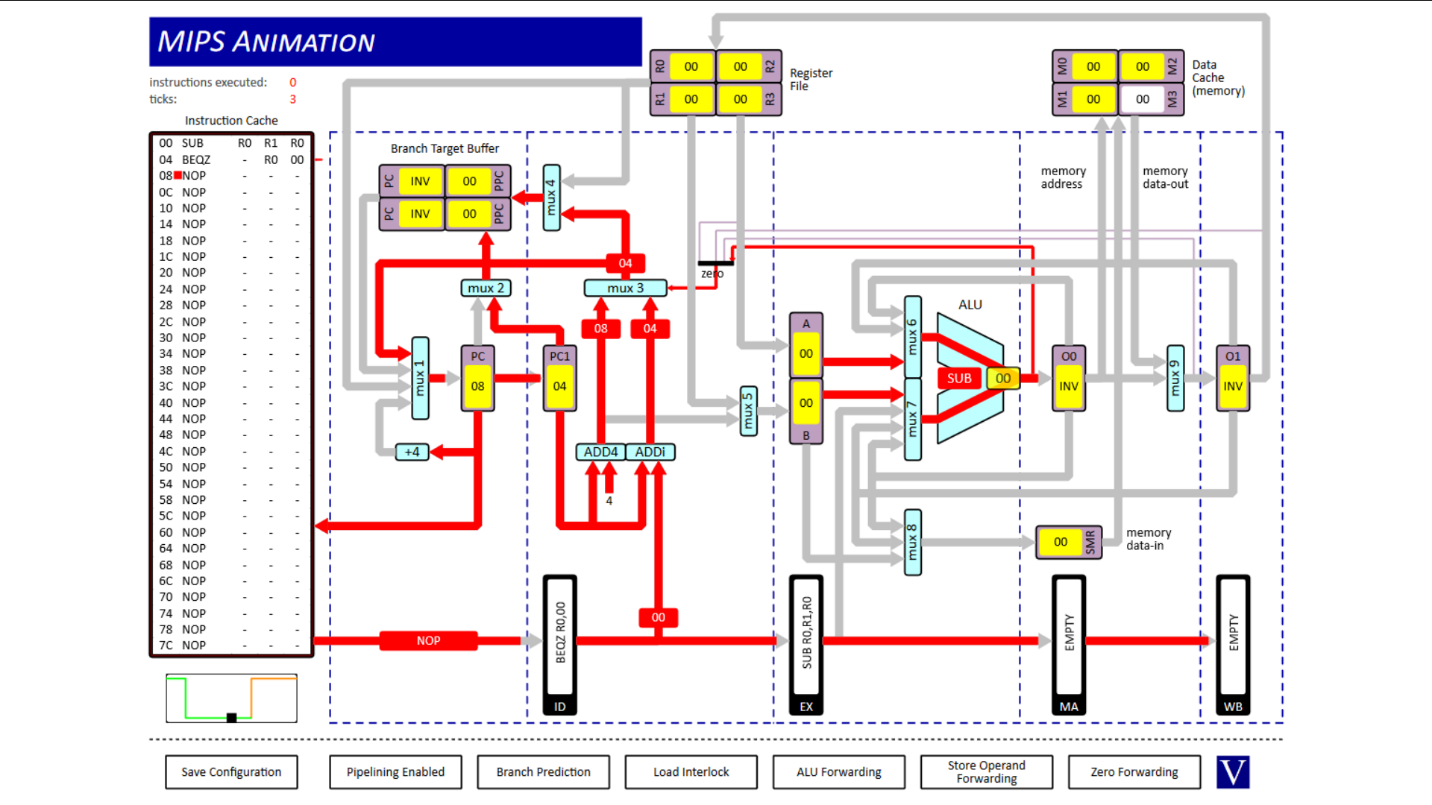 MIPS ANIMATION
instructions executed: 0
ticks: 3
Instruction Cache
00 SUB R0 R1 R0
04 BEQZ - R0 00
08 NOP - - -
0C NOP - - -
10 NOP - - -
14 NOP - - -
18 NOP - - -
1C NOP - - -
20 NOP - - -
24 NOP - - -
28 NOP - - -
2C NOP - - -
30 NOP - - -
34 NOP - - -
38 NOP - - -
3C NOP - - -
40 NOP - - -
44 NOP - - -
48 NOP - - -
4C NOP - - -
50 NOP - - -
54 NOP - - -
58 NOP - - -
5C NOP - - -
60 NOP - - -
64 NOP - - -
68 NOP - - -
6C NOP - - -
70 NOP - - -
74 NOP - - -
78 NOP - - -
7C NOP - - -
R0 00 00 R2
R1 00 00 R3
Register
File
M0 00 00 M2
M1 00 00 M3
Data
Cache
(memory)
Branch Target Buffer
PC INV 00 PPC
PC INV 00 PPC
mux 4
memory
address
memory
data-out
04
zero
mux 2
mux 3
08
04
mux 1
PC
08
PC1
04
+4
ADD4
ADDi
4
mux 5
A
00
00
B
mux 6
mux 7
ALU
SUB
00
O0
INV
mux 9
O1
INV
mux 8
00 SMR
memory
data-in
00
NOP
BEQZ R0,00
ID
SUB R0,R1,R0
EX
EMPTY
MA
EMPTY
WB
Save Configuration
Pipelining Enabled
Branch Prediction
Load Interlock
ALU Forwarding
Store Operand
Forwarding
Zero Forwarding
V